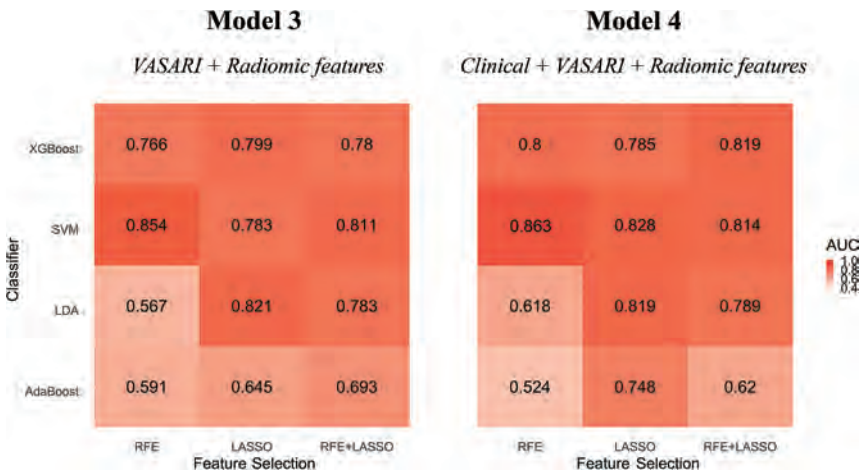 Model 3
Model 4
VASARI + Radiomic features
Clinical + VASARI + Radiomic features
XGBoost
0.766 0.799 0.78
0.8 0.785 0.819
SVM
0.854 0.783 0.811
0.863 0.828 0.814
Classifier
AUC
LDA
0.567 0.821 0.783
0.618 0.819 0.789
AdaBoost
0.591 0.645 0.693
0.524 0.748 0.62
RFE LASSO RFE+LASSO
RFE LASSO RFE+LASSO
Feature Selection
Feature Selection